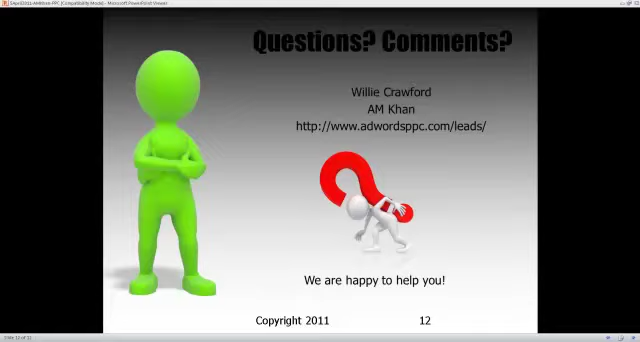 Questions? Comments?
Willie Crawford
AM Khan
http://www.adwordsppc.com/leads/
We are happy to help you!
Copyright 2011
12